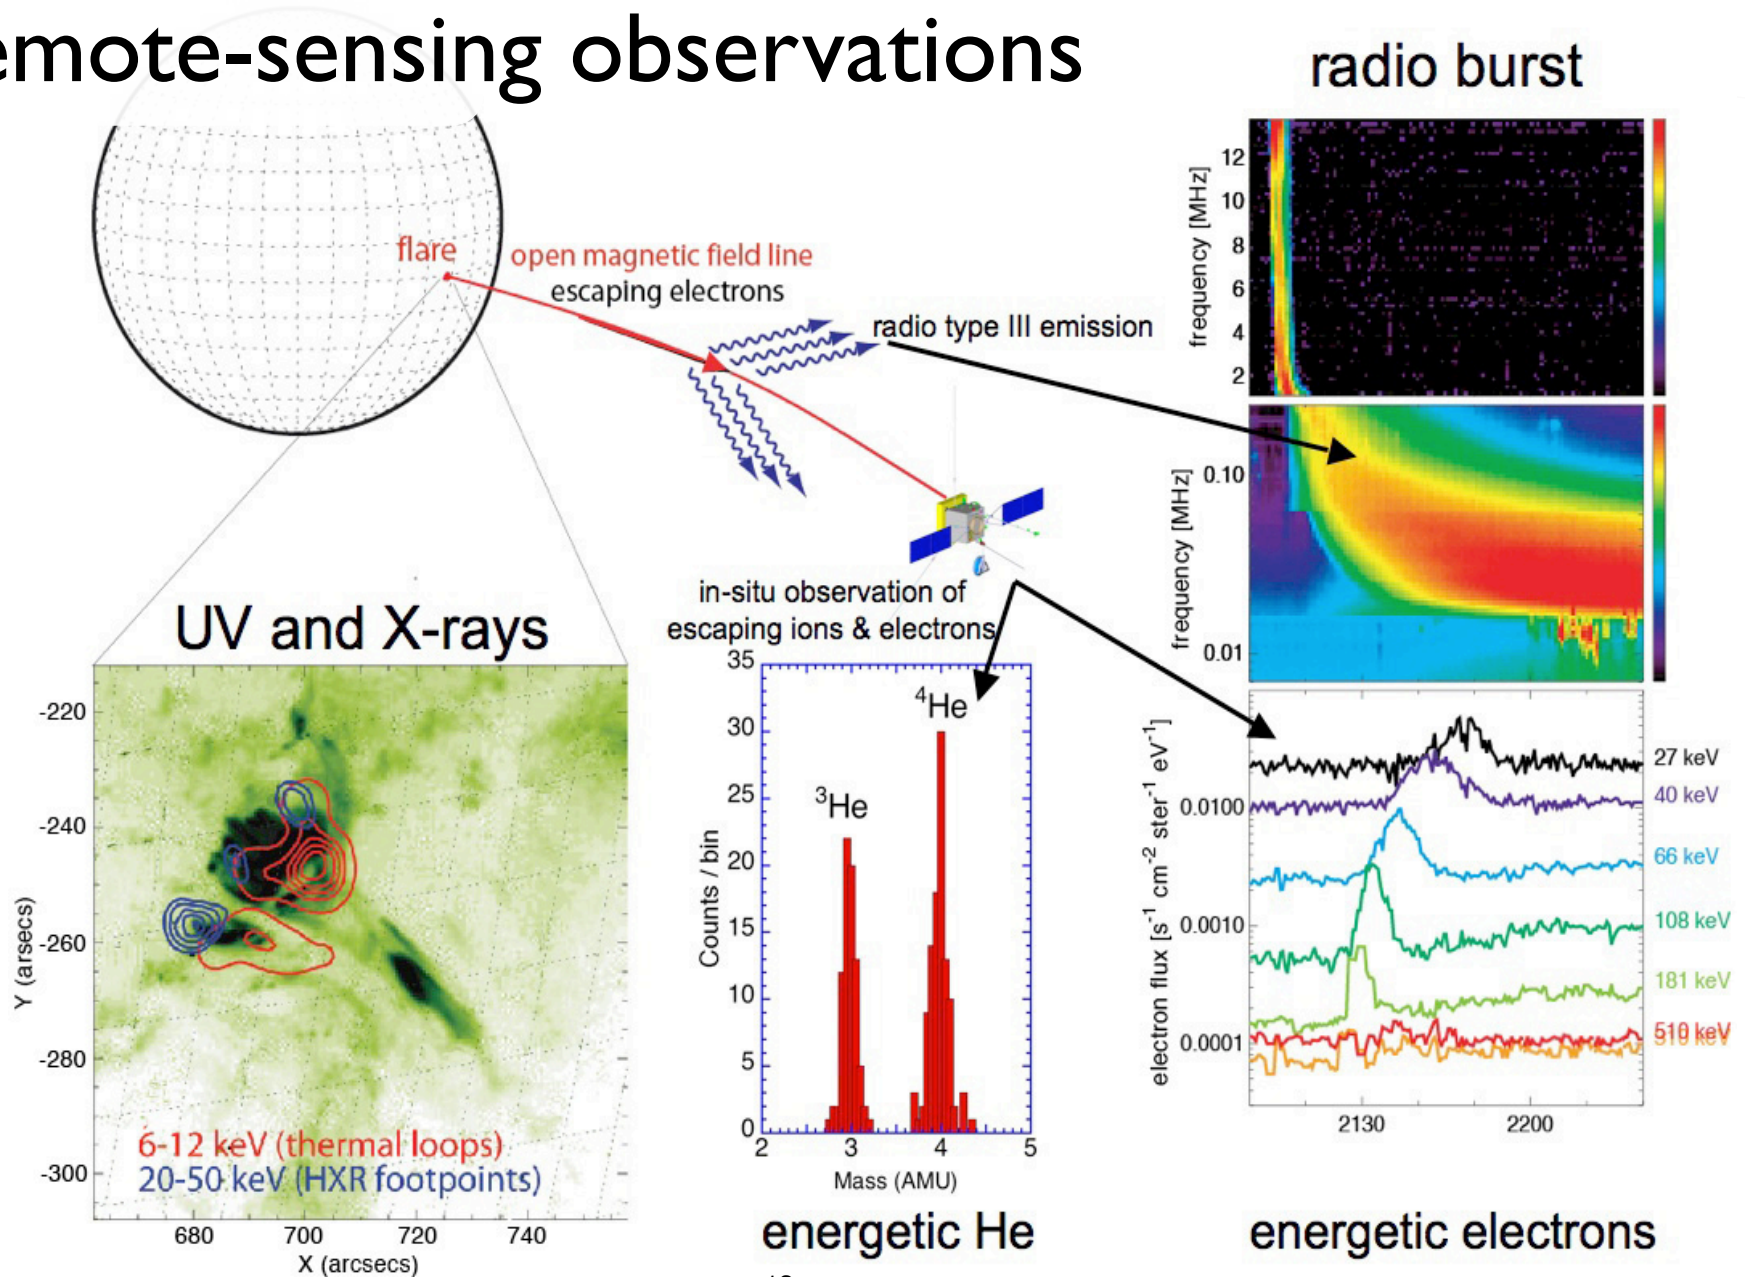 emote-sensing observations
radio burst
flare
open magnetic field line
escaping electrons
radio type III emission
frequency [MHz]
12
10
8
6
4
2
frequency [MHz]
0.10
0.01
in-situ observation of
escaping ions & electrons
UV and X-rays
Y (arcsecs)
-220
-240
-260
-280
-300
6-12 keV (thermal loops)
20-50 keV (HXR footpoints)
680 700 720 740
X (arcsecs)
Counts / bin
35
30
25
20
15
10
5
0
³He
⁴He
2 3 4 5
Mass (AMU)
energetic He
electron flux [s⁻¹ cm⁻² ster⁻¹ eV⁻¹]
0.0100
0.0010
0.0001
27 keV
40 keV
66 keV
108 keV
181 keV
510 keV
2130 2200
energetic electrons